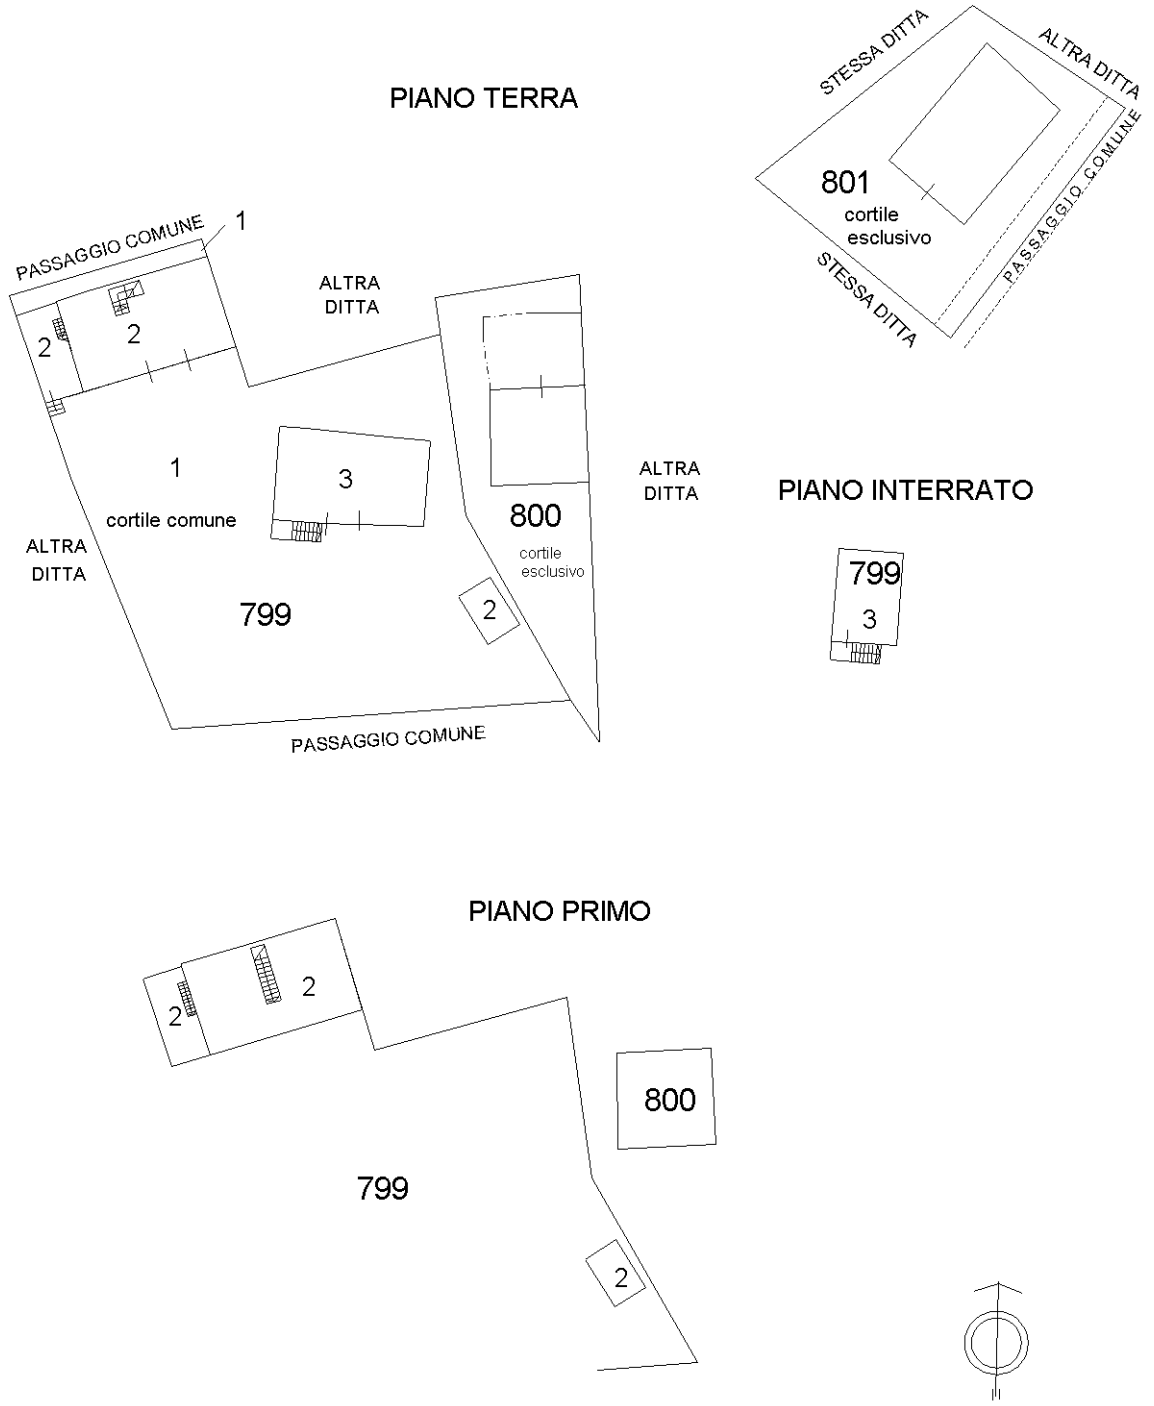 PIANO TERRA
STESSA DITTA
ALTRA DITTA
PASSAGGIO COMUNE
801
cortile
esclusivo
STESSA DITTA
PASSAGGIO COMUNE
1
ALTRA
DITTA
2
2
1
cortile comune
3
ALTRA
DITTA
799
800
cortile
esclusivo
2
ALTRA
DITTA
PASSAGGIO COMUNE
PIANO INTERRATO
799
3
PIANO PRIMO
2
2
800
799
2